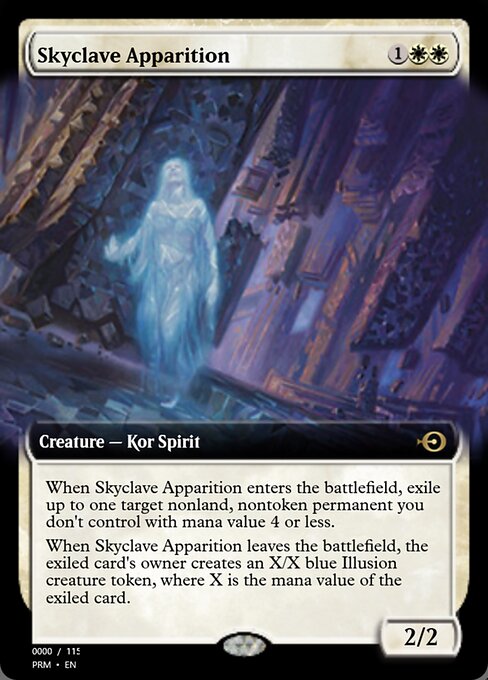 Skyclave Apparition 1
Creature — Kor Spirit
When Skyclave Apparition enters the battlefield, exile
up to one target nonland, nontoken permanent you
don't control with mana value 4 or less.
When Skyclave Apparition leaves the battlefield, the
exiled card's owner creates an X/X blue Illusion
creature token, where X is the mana value of the
exiled card.
2/2
0000 / 115
PRM • EN